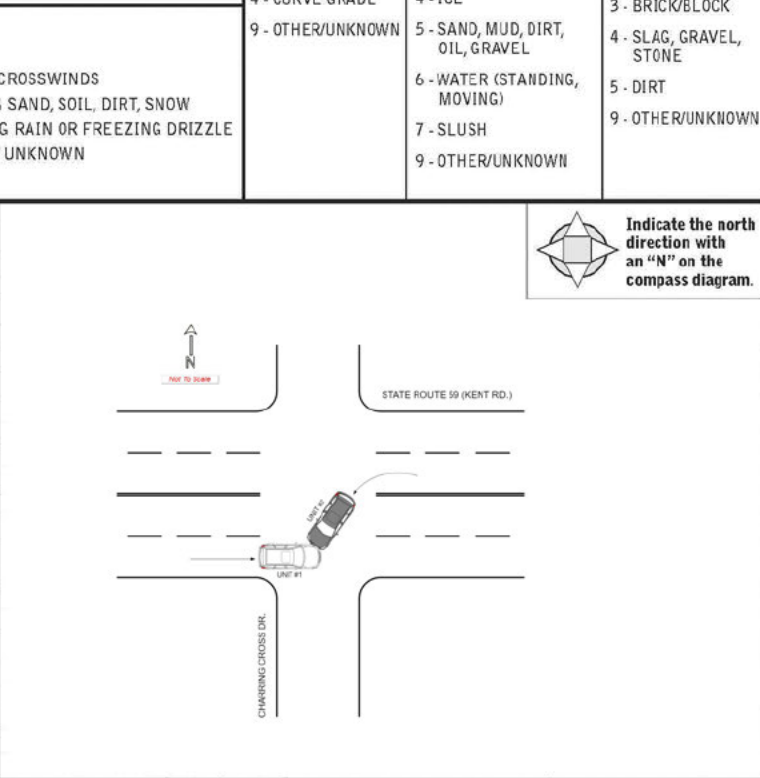 CROSSWINDS
SAND, SOIL, DIRT, SNOW
G RAIN OR FREEZING DRIZZLE
UNKNOWN
4 - CURVE GRADE
9 - OTHER/UNKNOWN
4 - ICE
5 - SAND, MUD, DIRT,
OIL, GRAVEL
6 - WATER (STANDING,
MOVING)
7 - SLUSH
9 - OTHER/UNKNOWN
3 - BRICK/BLOCK
4 - SLAG, GRAVEL,
STONE
5 - DIRT
9 - OTHER/UNKNOWN
Indicate the north
direction with
an “N” on the
compass diagram.
N
Not To Scale
STATE ROUTE 59 (KENT RD.)
UNIT #2
UNIT #1
CHARRING CROSS DR.